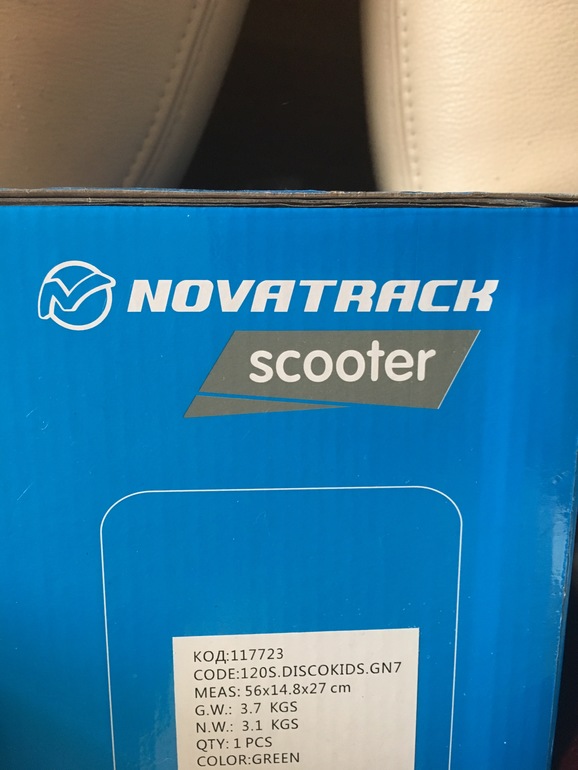 NOVATRACK
scooter
КОД:117723
CODE:120S.DISCOKIDS.GN7
MEAS: 56x14.8x27 cm
G.W.: 3.7 KGS
N.W.: 3.1 KGS
QTY: 1 PCS
COLOR:GREEN